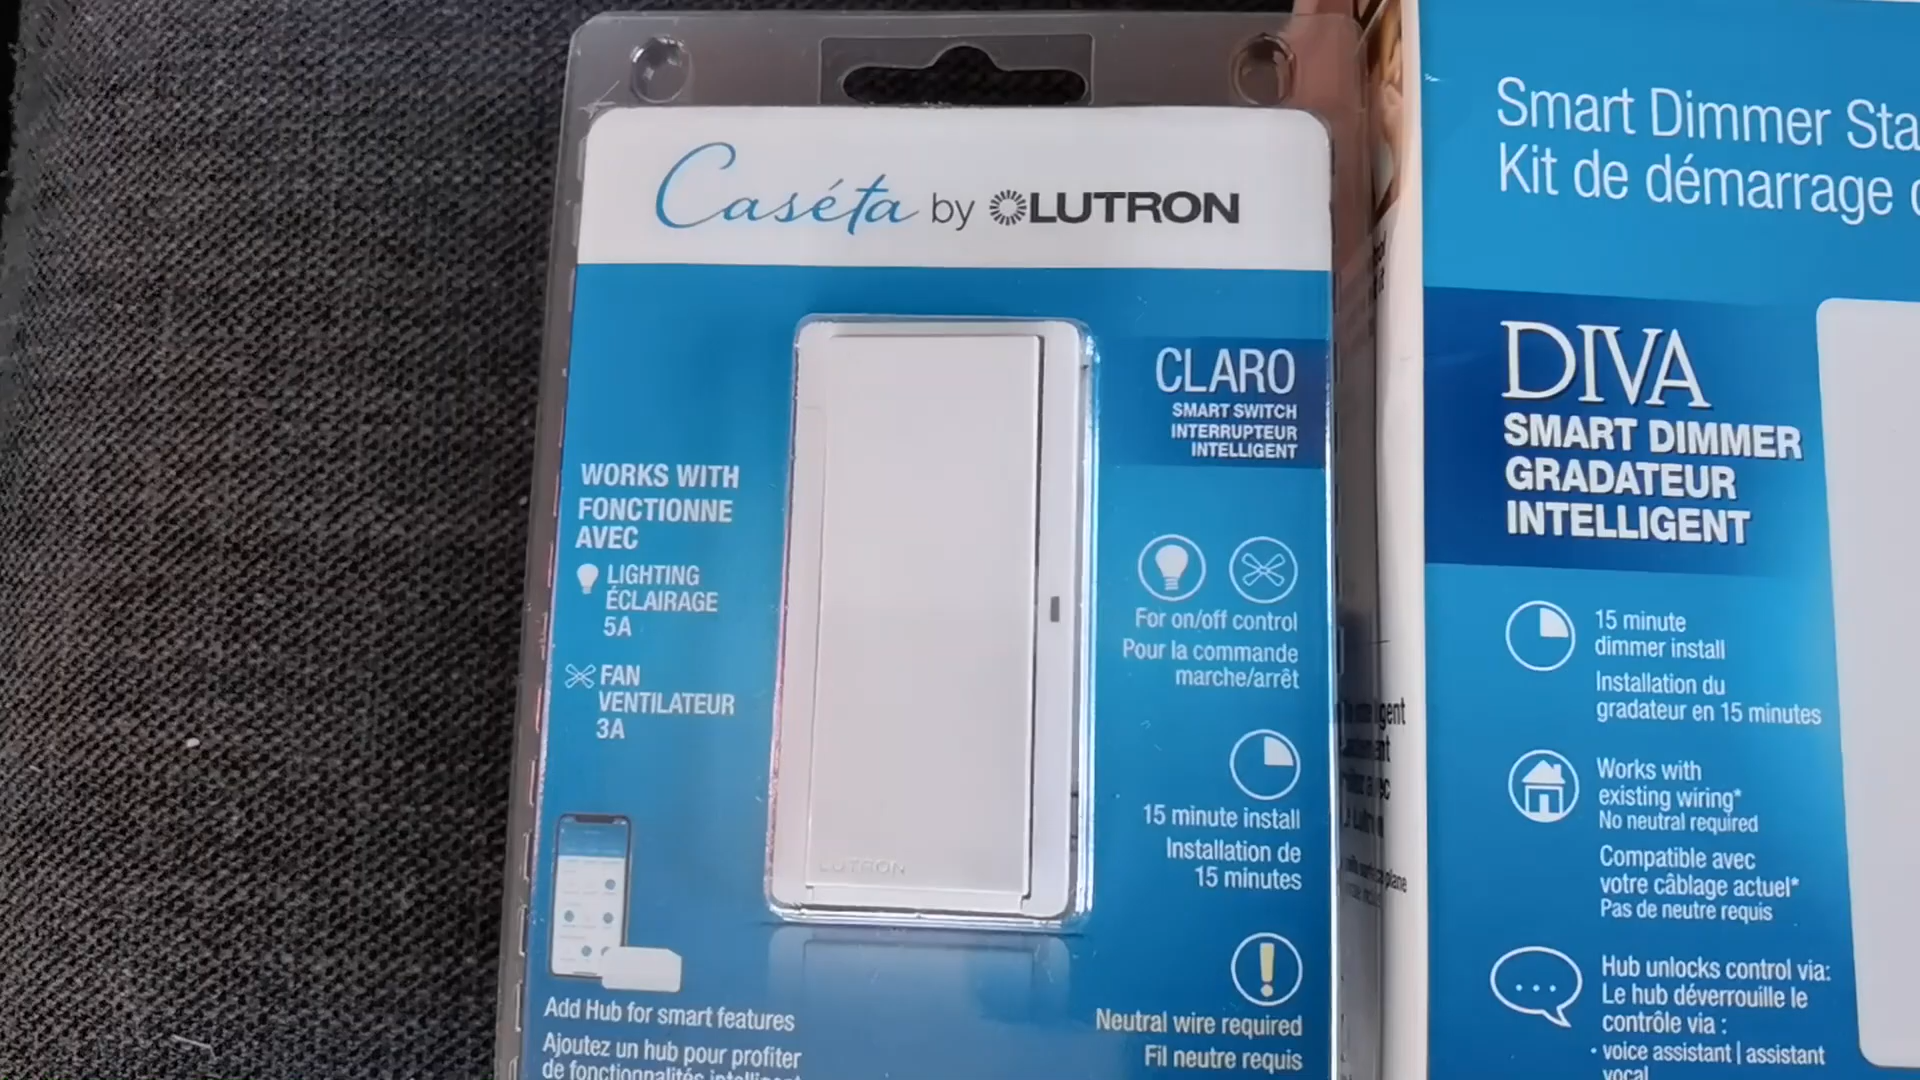 Caséta by LUTRON
CLARO
SMART SWITCH
INTERRUPTEUR
INTELLIGENT
WORKS WITH
FONCTIONNE
AVEC
LIGHTING
ÉCLAIRAGE
5A
FAN
VENTILATEUR
3A
For on/off control
Pour la commande
marche/arrêt
15 minute install
Installation de
15 minutes
LUTRON
Add Hub for smart features
Ajoutez un hub pour profiter
de fonctionnalités
Neutral wire required
Fil neutre requis
Smart Dimmer
Kit de démarrage
DIVA
SMART DIMMER
GRADATEUR
INTELLIGENT
15 minute
dimmer install
Installation du
gradateur en 15 minutes
Works with
existing wiring*
No neutral required
Compatible avec
votre câblage actuel*
Pas de neutre requis
Hub unlocks control via:
Le hub déverrouille le
contrôle via :
• voice assistant | assistant
vocal